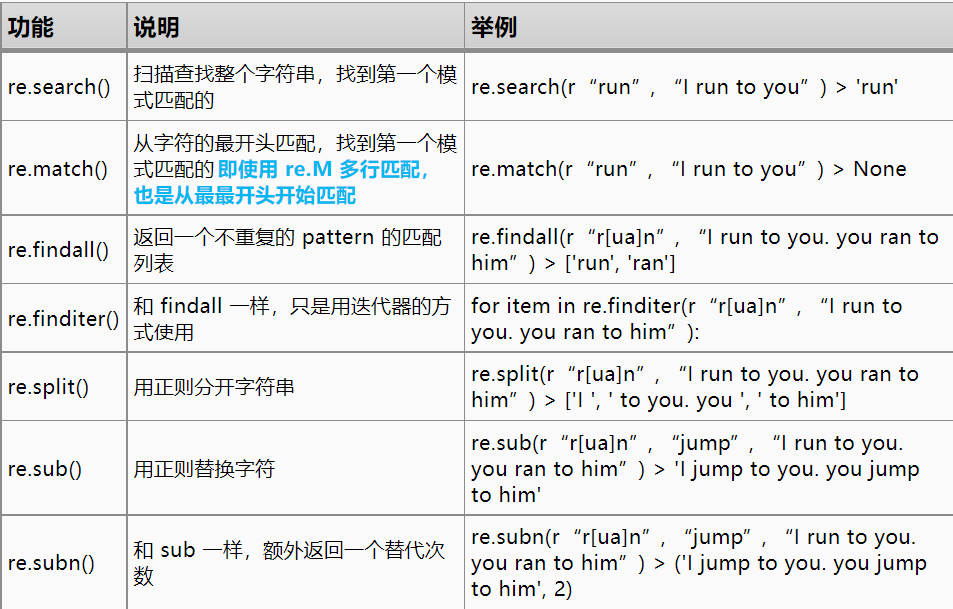 功能 说明 举例
re.search() 扫描查找整个字符串，找到第一个模
式匹配的 re.search(r“run”, “I run to you”) > 'run'
re.match() 从字符的最开头匹配，找到第一个模
式匹配的 即使用 re.M 多行匹配，
也是从最最开头开始匹配 re.match(r“run”, “I run to you”) > None
re.findall() 返回一个不重复的 pattern 的匹配
列表 re.findall(r“r[ua]n”, “I run to you. you ran to
him”) > ['run', 'ran']
re.finditer() 和 findall 一样，只是用迭代器的方
式使用 for item in re.finditer(r“r[ua]n”, “I run to
you. you ran to him”):
re.split() 用正则分开字符串 re.split(r“r[ua]n”, “I run to you. you ran to
him”) > ['I ', ' to you. you ', ' to him']
re.sub() 用正则替换字符 re.sub(r“r[ua]n”, “jump”, “I run to you.
you ran to him”) > 'I jump to you. you jump
to him'
re.subn() 和 sub 一样，额外返回一个替代次
数 re.subn(r“r[ua]n”, “jump”, “I run to you.
you ran to him”) > ('I jump to you. you jump
to him', 2)